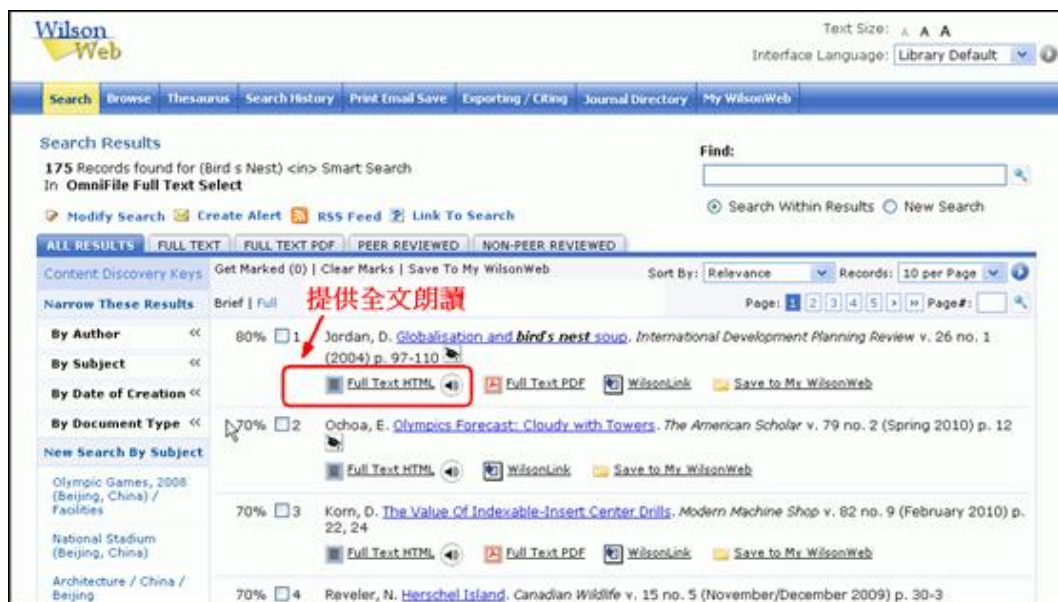 Wilson
Web
Text Size: A A A
Interface Language: Library Default
Search Browse Thesaurus Search History Print Email Save Exporting / Citing Journal Directory My WilsonWeb
Search Results
175 Records found for (Bird s Nest) <in> Smart Search
In OmniFile Full Text Select
Find:
Search Within Results New Search
Modify Search Create Alert RSS Feed Link To Search
ALL RESULTS FULL TEXT FULL TEXT PDF PEER REVIEWED NON-PEER REVIEWED
Content Discovery Keys
Get Marked (0) | Clear Marks | Save To My WilsonWeb
Sort By: Relevance Records: 10 per Page
Narrow These Results
Brief | Full
提供全文朗讀
Page: 1 2 3 4 5 > » Page#:
By Author «
By Subject «
By Date of Creation «
By Document Type «
New Search By Subject
Olympic Games, 2008
(Beijing, China) /
Facilities
National Stadium
(Beijing, China)
Architecture / China /
Beijing
80% 1 Jordan, D. Globalisation and bird's nest soup. International Development Planning Review v. 26 no. 1
(2004) p. 97-110
Full Text HTML Full Text PDF WilsonLink Save to My WilsonWeb
70% 2 Ochoa, E. Olympics Forecast: Cloudy with Towers. The American Scholar v. 79 no. 2 (Spring 2010) p. 12
Full Text HTML WilsonLink Save to My WilsonWeb
70% 3 Korn, D. The Value Of Indexable-Insert Center Drills. Modern Machine Shop v. 82 no. 9 (February 2010) p.
22, 24
Full Text HTML Full Text PDF WilsonLink Save to My WilsonWeb
70% 4 Reveler, N. Herschel Island. Canadian Wildlife v. 15 no. 5 (November/December 2009) p. 30-3